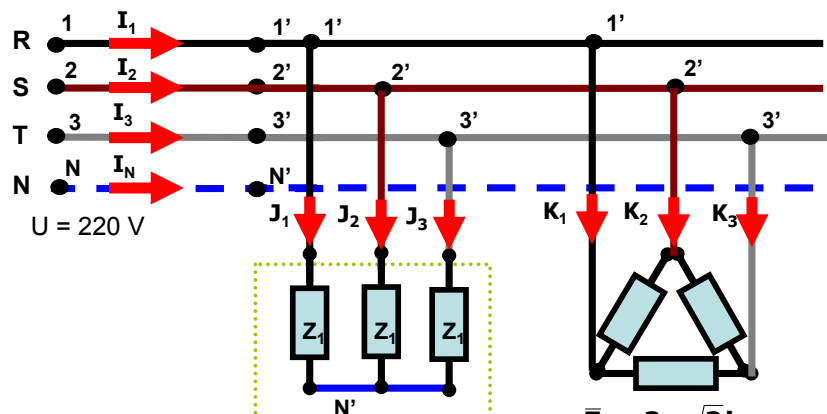 R 1 I₁ 1' 1' 1'
S 2 I₂ 2' 2' 2'
T 3 I₃ 3' 3' 3'
N N I_N N'
U = 220 V
J₁ J₂ J₃ K₁ K₂ K₃
Z₁ Z₁ Z₁
N'